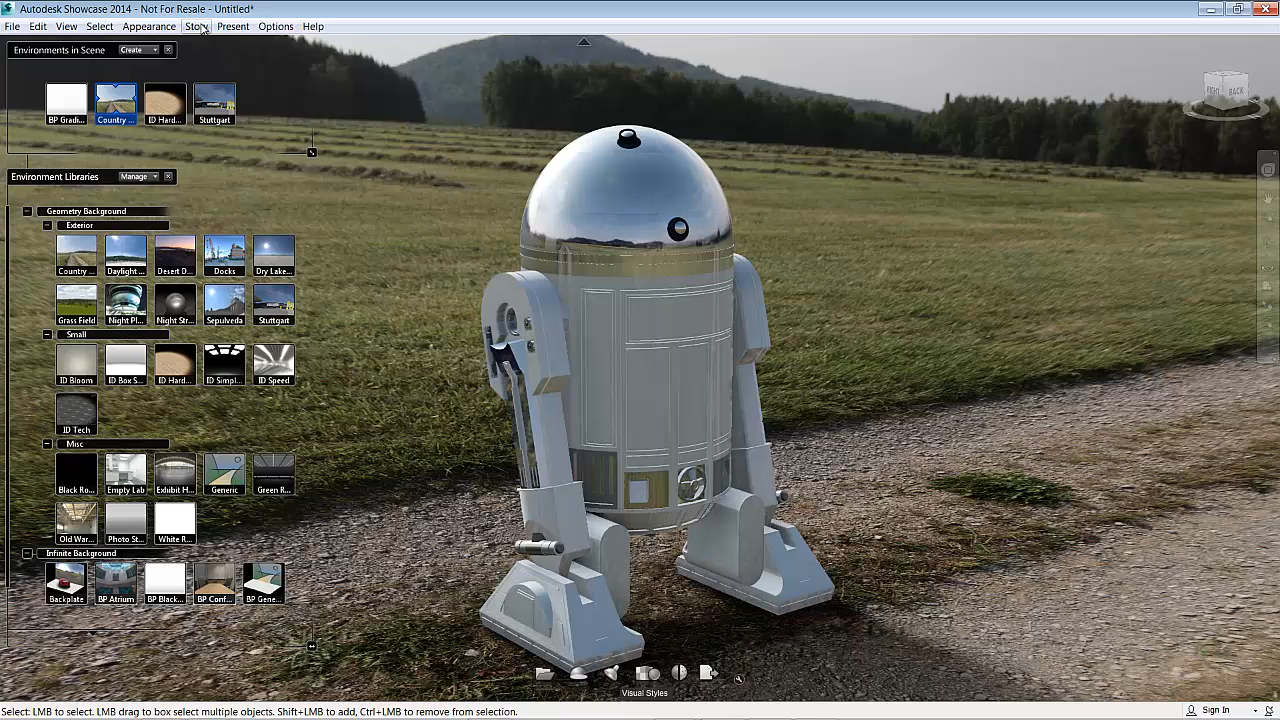 Autodesk Showcase 2014 - Not For Resale - Untitled*
File Edit View Select Appearance Story Present Options Help
Environments in Scene Create
BP Gradi... Country ... ID Hard... Stuttgart
Environment Libraries Manage
Geometry Background
Exterior
Country ... Daylight ... Desert D... Docks Dry Lake...
Grass Field Night Pl... Night Str... Sepulveda Stuttgart
Small
ID Bloom ID Box S... ID Hard... ID Simpl... ID Speed
ID Tech
Misc
Black Ro... Empty Lab Exhibit H... Generic Green R...
Old War... Photo St... White R...
Infinite Background
Backplate BP Atrium BP Black... BP Conf... BP Gene...
BACK
Visual Styles
Select: LMB to select. LMB drag to box select multiple objects. Shift+LMB to add, Ctrl+LMB to remove from selection.
Sign In